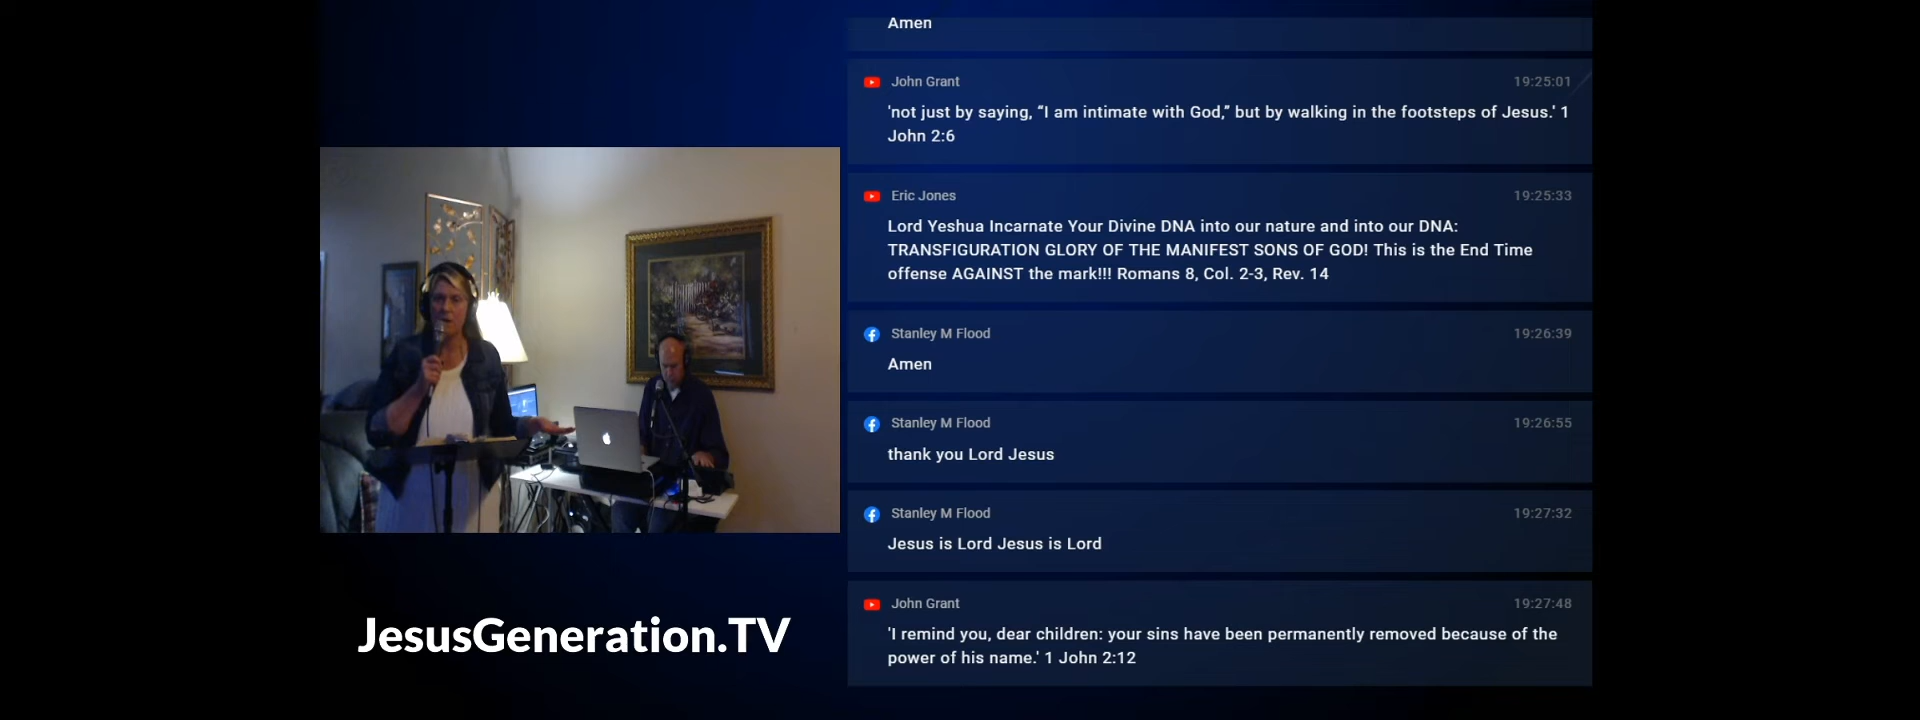 Amen
John Grant 19:25:01
'not just by saying, “I am intimate with God,” but by walking in the footsteps of Jesus.' 1
John 2:6
Eric Jones 19:25:33
Lord Yeshua Incarnate Your Divine DNA into our nature and into our DNA:
TRANSFIGURATION GLORY OF THE MANIFEST SONS OF GOD! This is the End Time
offense AGAINST the mark!!! Romans 8, Col. 2-3, Rev. 14
Stanley M Flood 19:26:39
Amen
Stanley M Flood 19:26:55
thank you Lord Jesus
Stanley M Flood 19:27:32
Jesus is Lord Jesus is Lord
John Grant 19:27:48
'I remind you, dear children: your sins have been permanently removed because of the
power of his name.' 1 John 2:12
JesusGeneration.TV